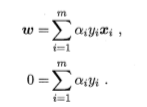 w = ∑_{i=1}^{m} α_i y_i x_i ,
0 = ∑_{i=1}^{m} α_i y_i .